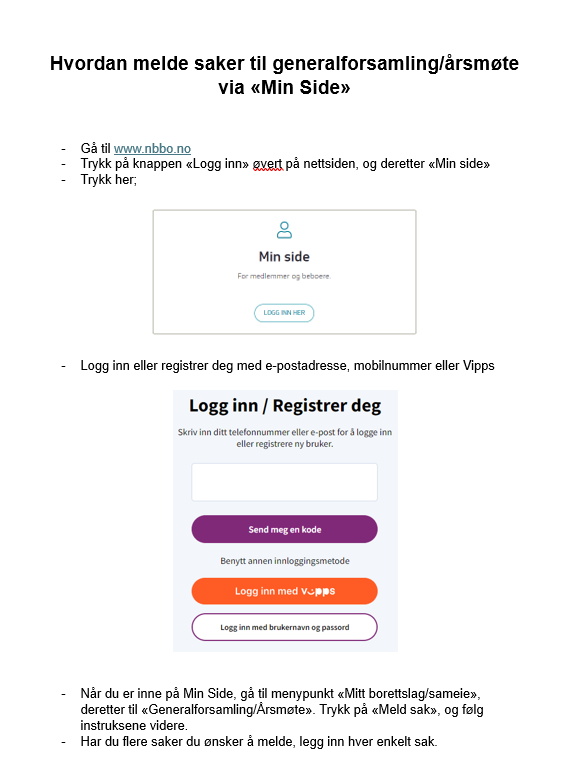 Hvordan melde saker til generalforsamling/årsmøte
via «Min Side»
- Gå til www.nbbo.no
- Trykk på knappen «Logg inn» øvert på nettsiden, og deretter «Min side»
- Trykk her;
Min side
For medlemmer og beboere.
LOGG INN HER
- Logg inn eller registrer deg med e-postadresse, mobilnummer eller Vipps
Logg inn / Registrer deg
Skriv inn ditt telefonnummer eller e-post for å logge inn
eller registrere ny bruker.
Send meg en kode
Benytt annen innloggingsmetode
Logg inn med vipps
Logg inn med brukernavn og passord
- Når du er inne på Min Side, gå til menypunkt «Mitt borettslag/sameie»,
deretter til «Generalforsamling/Årsmøte». Trykk på «Meld sak», og følg
instruksene videre.
- Har du flere saker du ønsker å melde, legg inn hver enkelt sak.